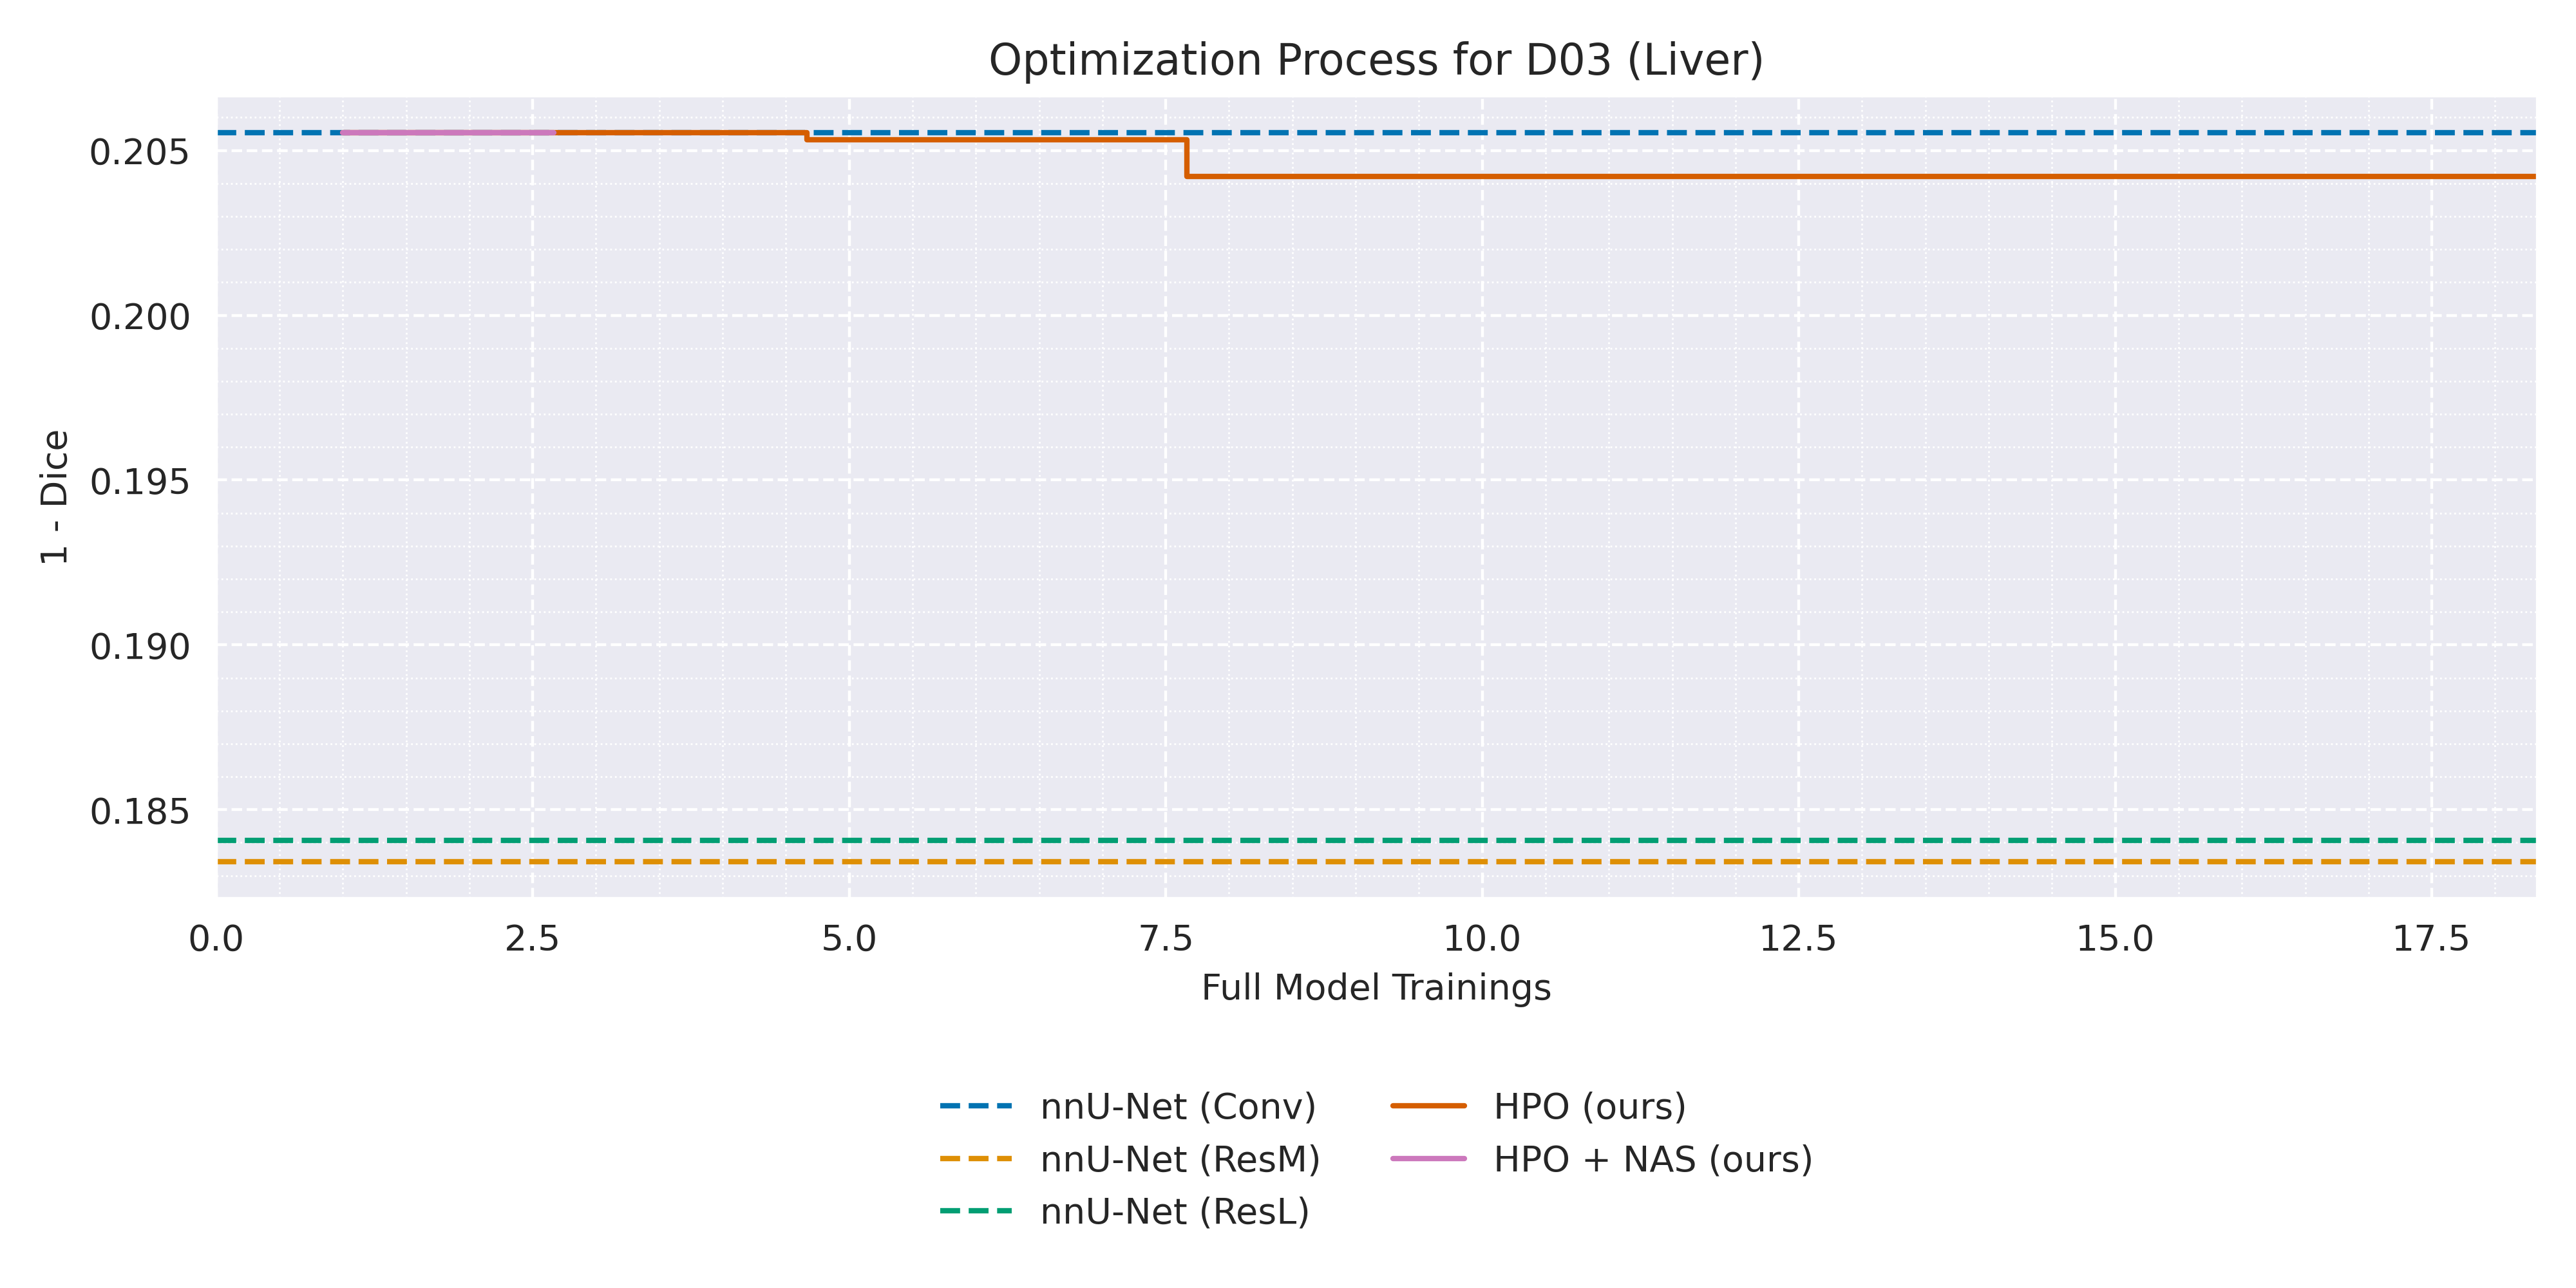 Optimization Process for D03 (Liver)
1 - Dice
0.205
0.200
0.195
0.190
0.185
0.0 2.5 5.0 7.5 10.0 12.5 15.0 17.5
Full Model Trainings
nnU-Net (Conv)
nnU-Net (ResM)
nnU-Net (ResL)
HPO (ours)
HPO + NAS (ours)